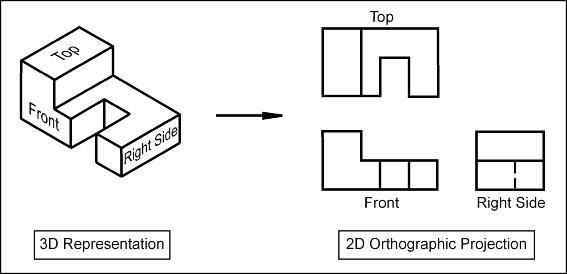 Top
Front
Right Side
3D Representation
Top
Front
Right Side
2D Orthographic Projection